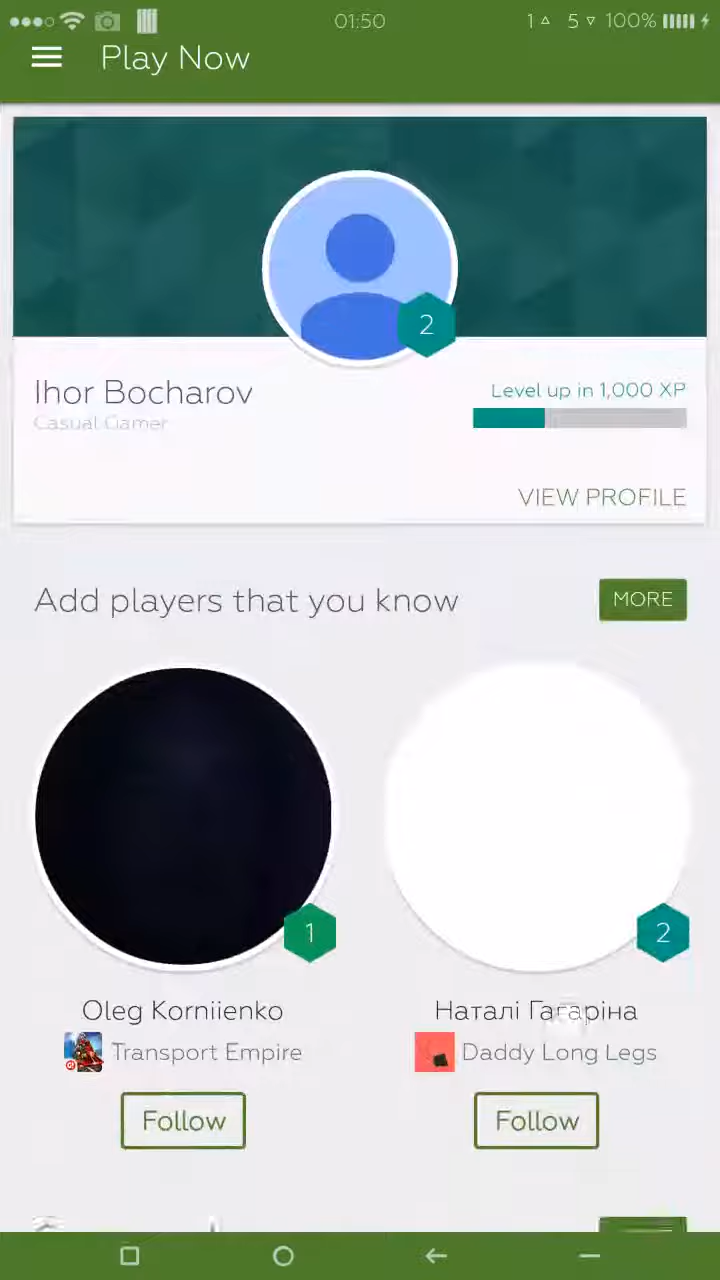 01:50
1 5 100%
Play Now
2
Ihor Bocharov
Casual Gamer
Level up in 1,000 XP
VIEW PROFILE
Add players that you know
MORE
1
2
Oleg Korniienko
Наталі Гагаріна
Transport Empire
Daddy Long Legs
Follow
Follow